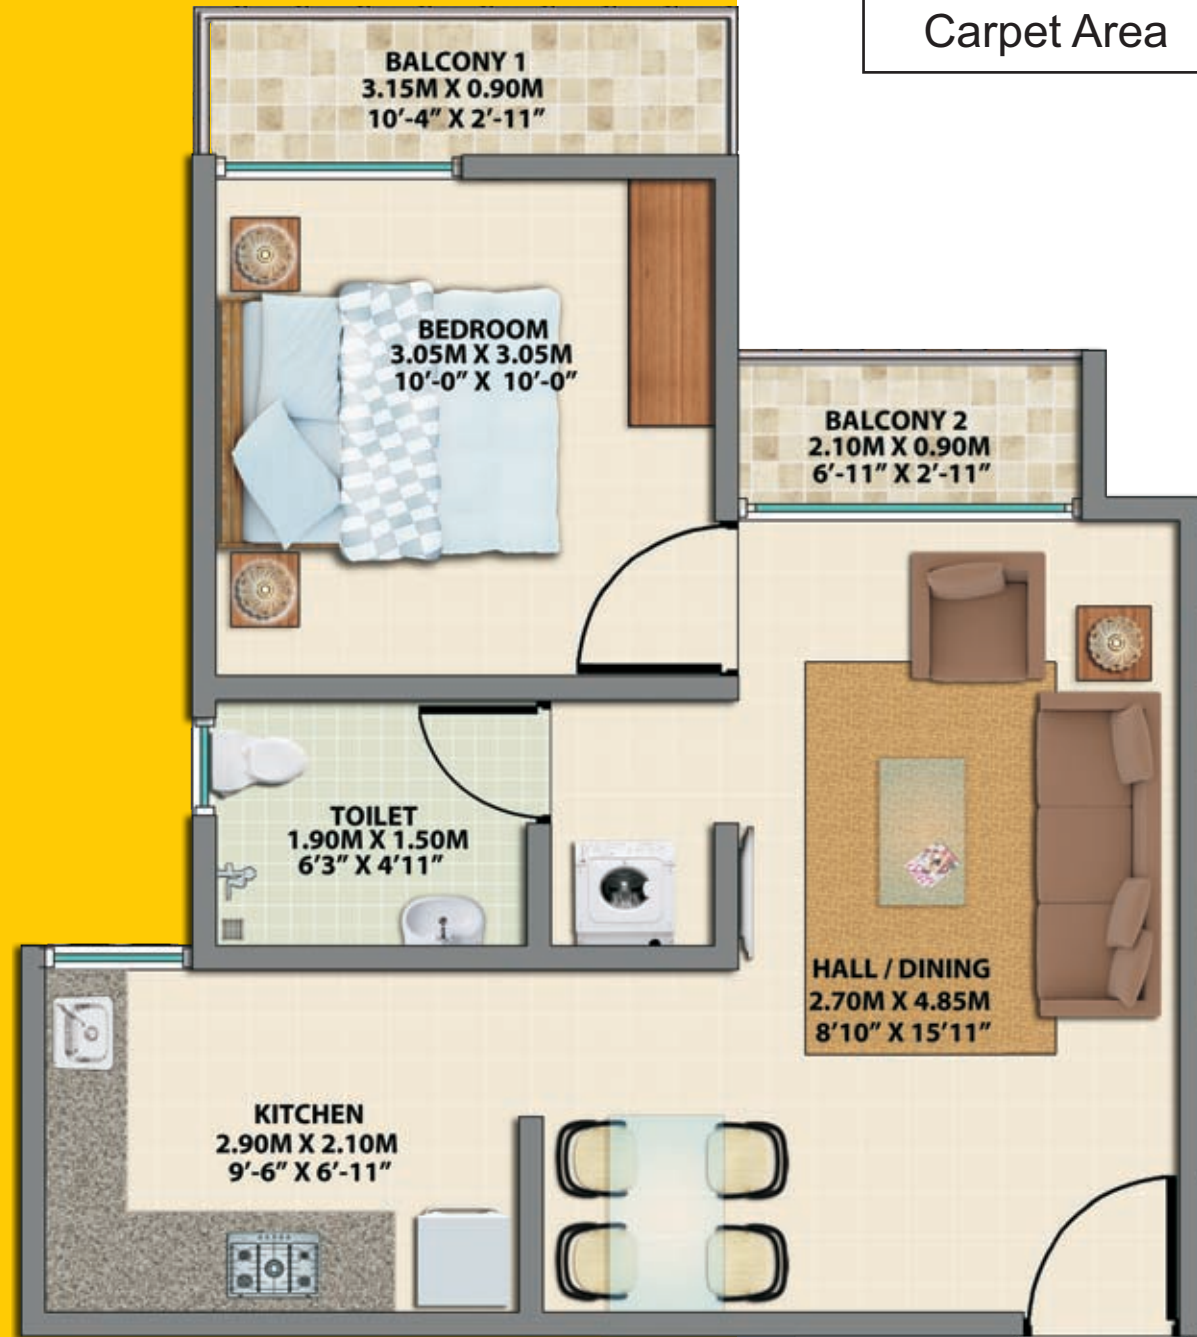 Carpet Area
BALCONY 1
3.15M X 0.90M
10'-4" X 2'-11"
BEDROOM
3.05M X 3.05M
10'-0" X 10'-0"
BALCONY 2
2.10M X 0.90M
6'-11" X 2'-11"
TOILET
1.90M X 1.50M
6'3" X 4'11"
HALL / DINING
2.70M X 4.85M
8'10" X 15'11"
KITCHEN
2.90M X 2.10M
9'-6" X 6'-11"